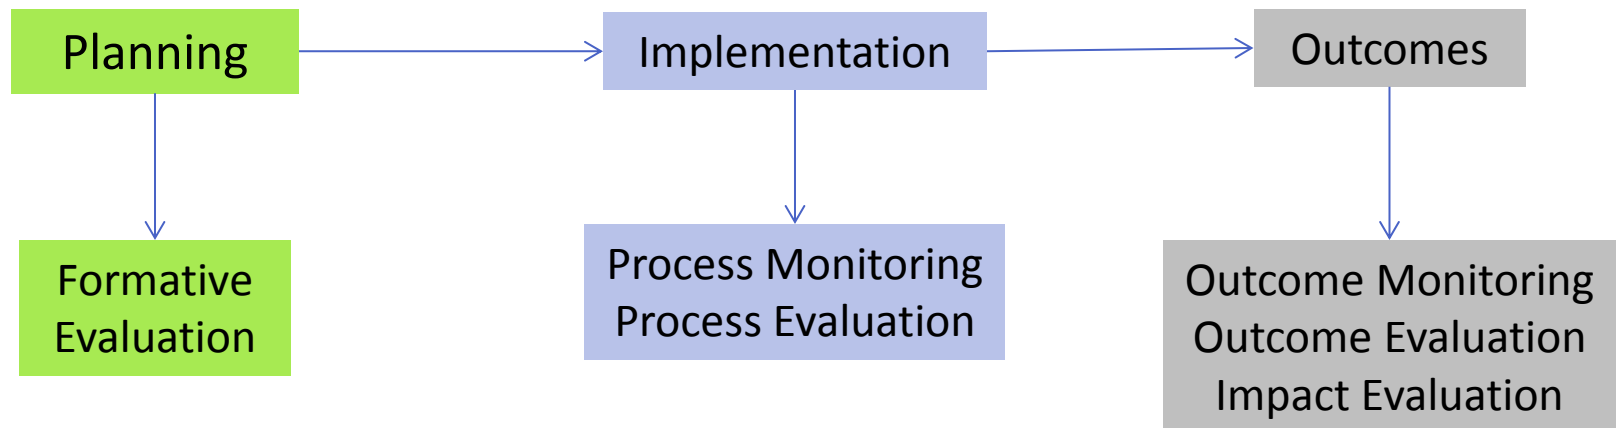 Planning
Implementation
Outcomes
Formative
Evaluation
Process Monitoring
Process Evaluation
Outcome Monitoring
Outcome Evaluation
Impact Evaluation